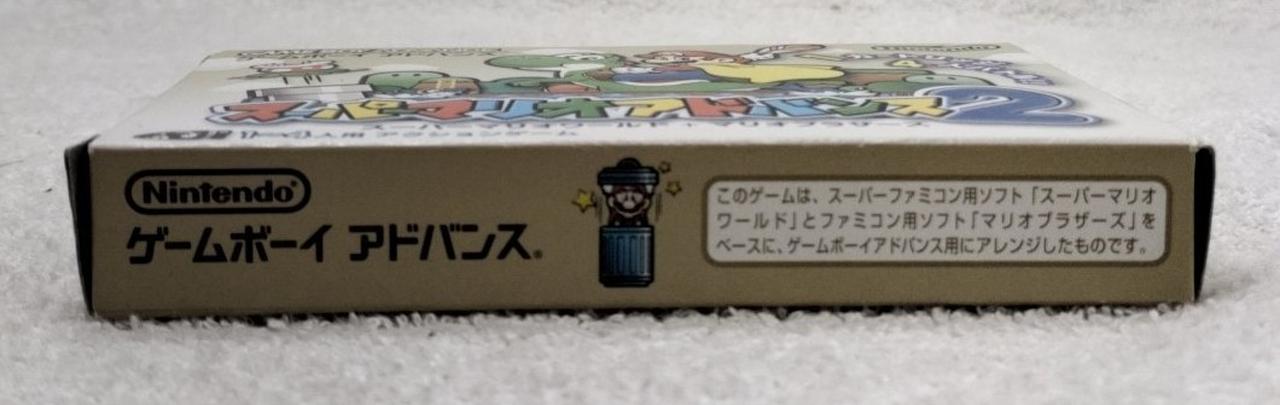 スーパーマリオアドバンス2
Nintendo
ゲームボーイ アドバンス®
このゲームは、スーパーファミコン用ソフト「スーパーマリオ
ワールド」とファミコン用ソフト「マリオブラザーズ」を
ベースに、ゲームボーイアドバンス用にアレンジしたものです。